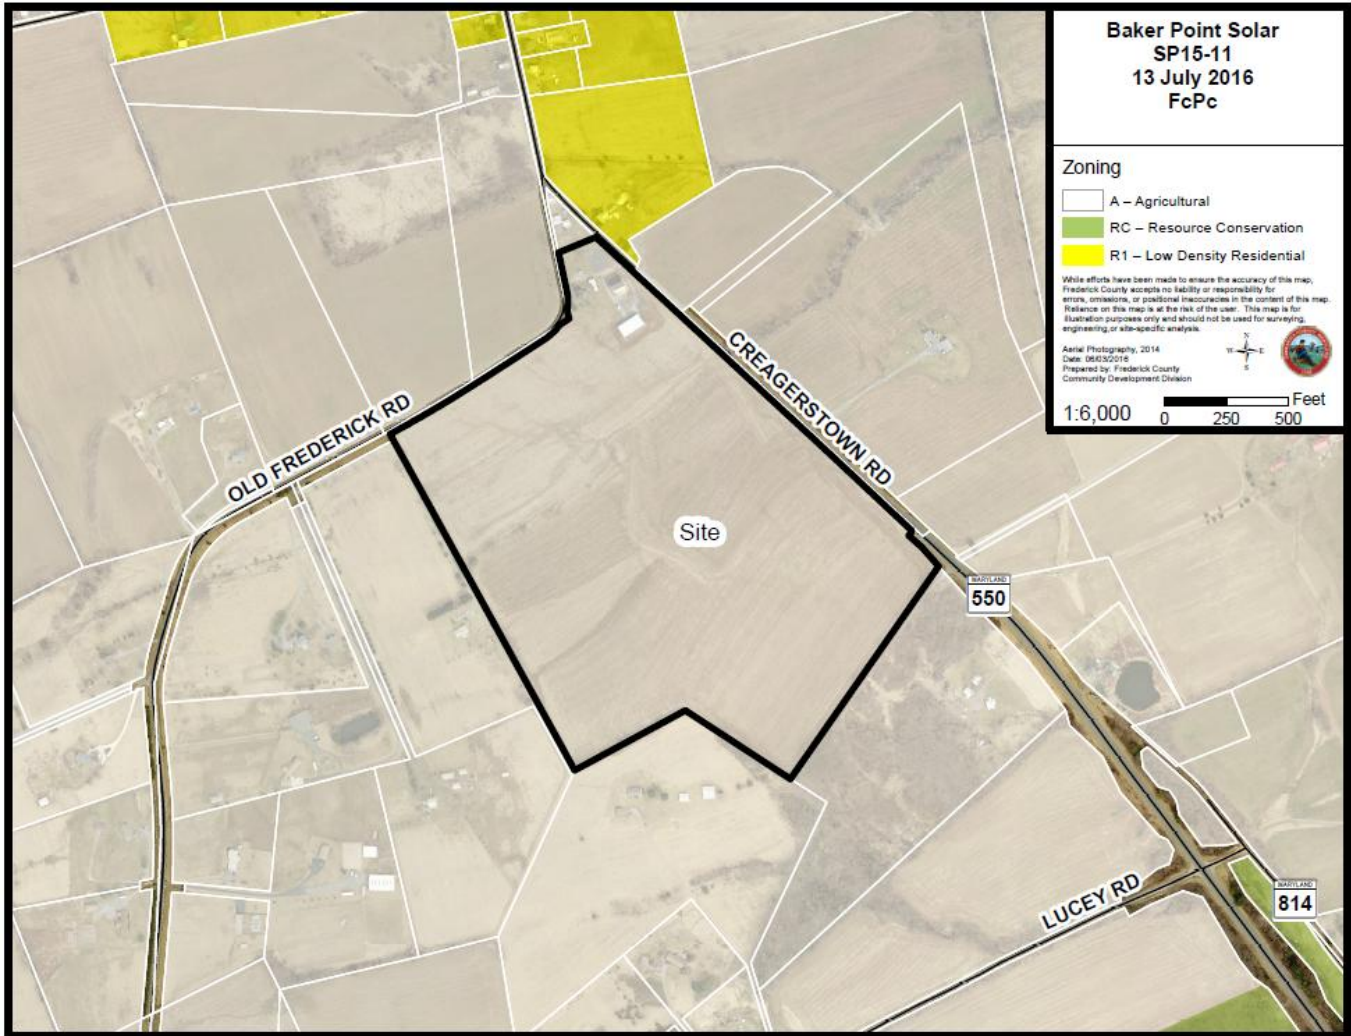 Baker Point Solar
SP15-11
13 July 2016
FcPc
Zoning
A – Agricultural
RC – Resource Conservation
R1 – Low Density Residential
While efforts have been made to ensure the accuracy of this map,
Frederick County accepts no liability or responsibility for
errors, omissions, or positional inaccuracies in the content of this map.
Reliance on this map is at the risk of the user. This map is for
illustration purposes only and should not be used for surveying,
engineering, or site-specific analysis.
Aerial Photography, 2014
Date: 06/03/2016
Prepared by: Frederick County
Community Development Division
N
W E
S
1:6,000
Feet
0 250 500
CREAGERSTOWN RD
OLD FREDERICK RD
Site
MARYLAND
550
LUCEY RD
MARYLAND
814